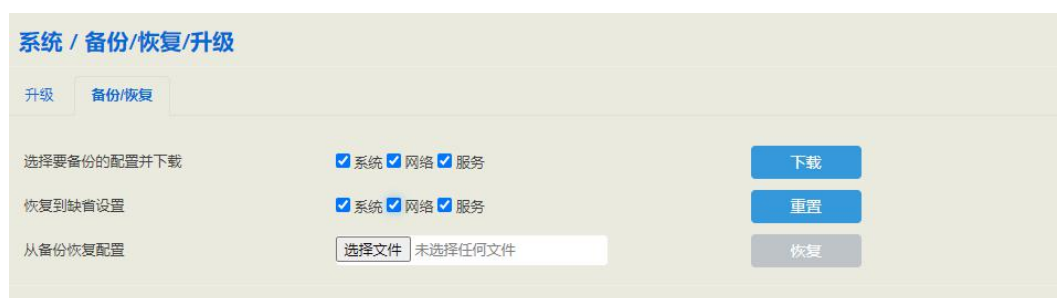 系统 / 备份/恢复/升级
升级 备份/恢复
选择要备份的配置并下载 系统 网络 服务 下载
恢复到缺省设置 系统 网络 服务 重置
从备份恢复配置 选择文件 未选择任何文件 恢复